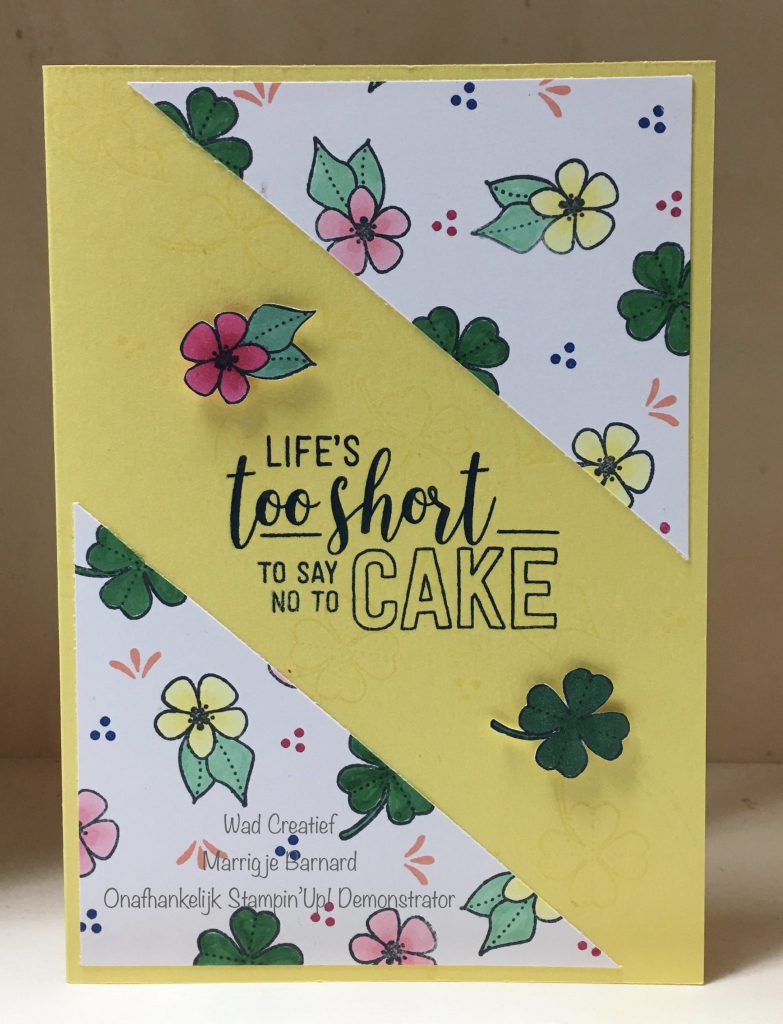 LIFE'S
too short
TO SAY
NO TO CAKE
Wad Creatief
Marrigje Barnard
Onafhankelijk Stampin'Up! Demonstrator